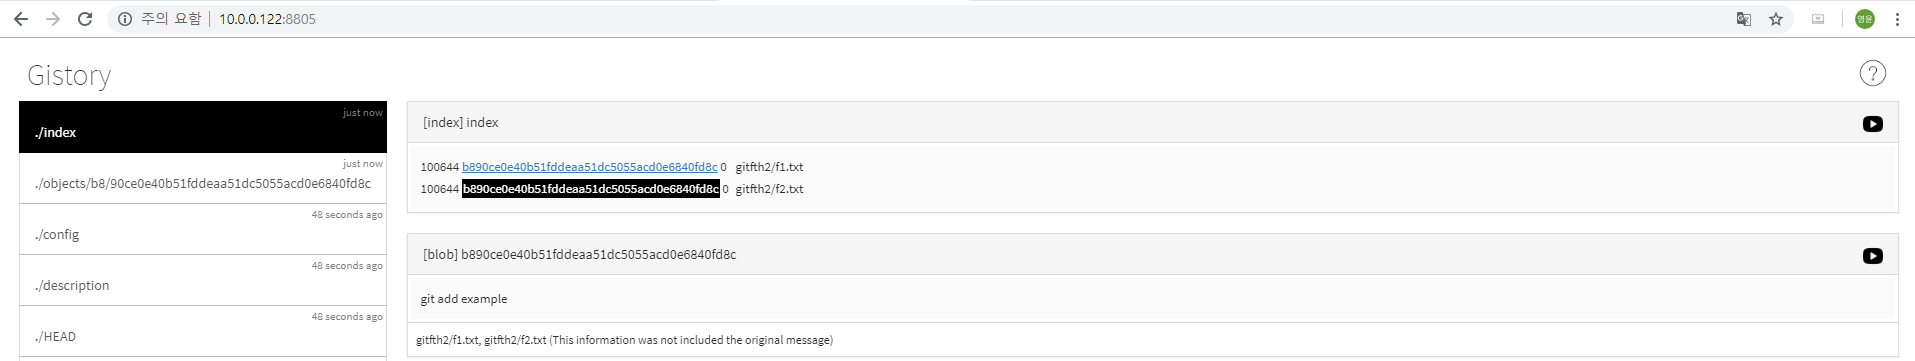 주의 요함 | 10.0.0.122:8805
영윤
Gistory
?
just now
./index
just now
./objects/b8/90ce0e40b51fddeaa51dc5055acd0e6840fd8c
48 seconds ago
./config
48 seconds ago
./description
48 seconds ago
./HEAD
[index] index
100644 b890ce0e40b51fddeaa51dc5055acd0e6840fd8c 0 gitfth2/f1.txt
100644 b890ce0e40b51fddeaa51dc5055acd0e6840fd8c 0 gitfth2/f2.txt
[blob] b890ce0e40b51fddeaa51dc5055acd0e6840fd8c
git add example
gitfth2/f1.txt, gitfth2/f2.txt (This information was not included the original message)